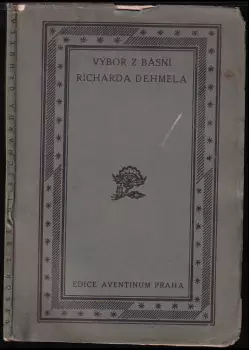 VÝBOR Z BÁSNÍ
RICHARDA DEHMELA
EDICE AVENTINUM PRAHA